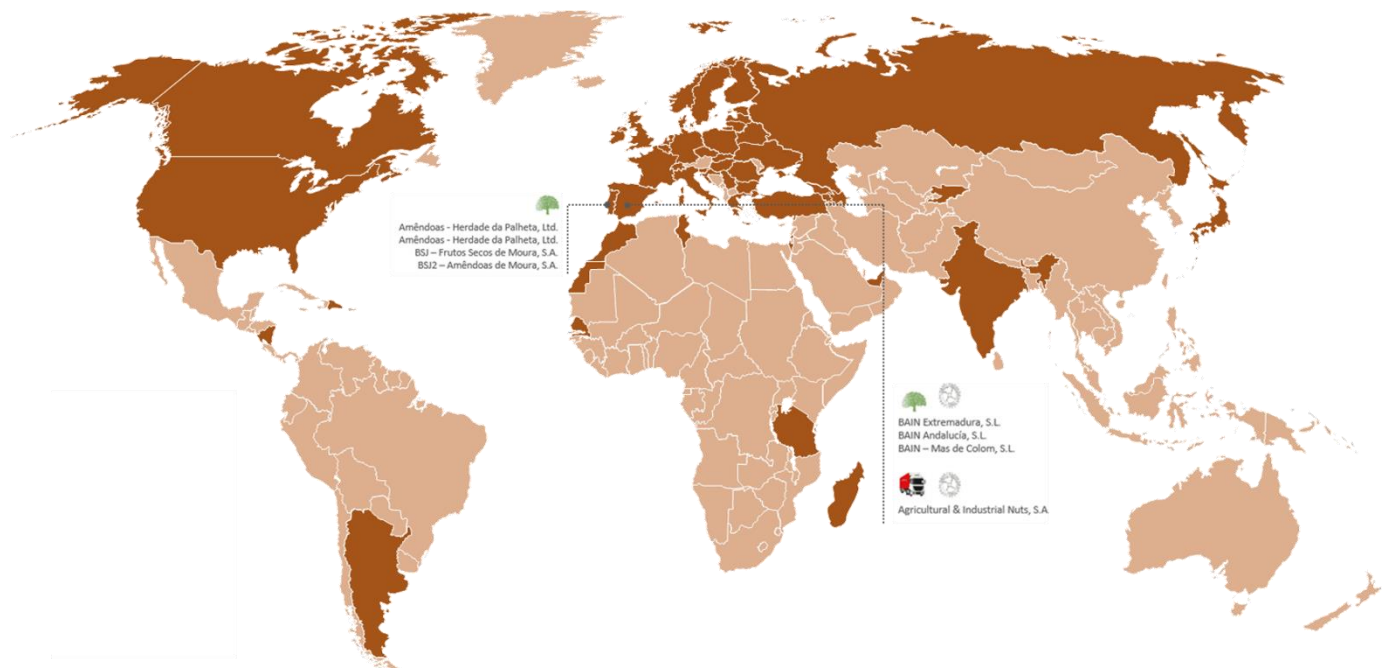 Amêndoas - Herdade da Palheta, Ltd.
Amêndoas - Herdade da Palheta, Ltd.
BSJ – Frutos Secos de Moura, S.A.
BSJ2 – Amêndoas de Moura, S.A.
BAIN Extremadura, S.L.
BAIN Andalucía, S.L.
BAIN – Mas de Colom, S.L.
Agricultural & Industrial Nuts, S.A.